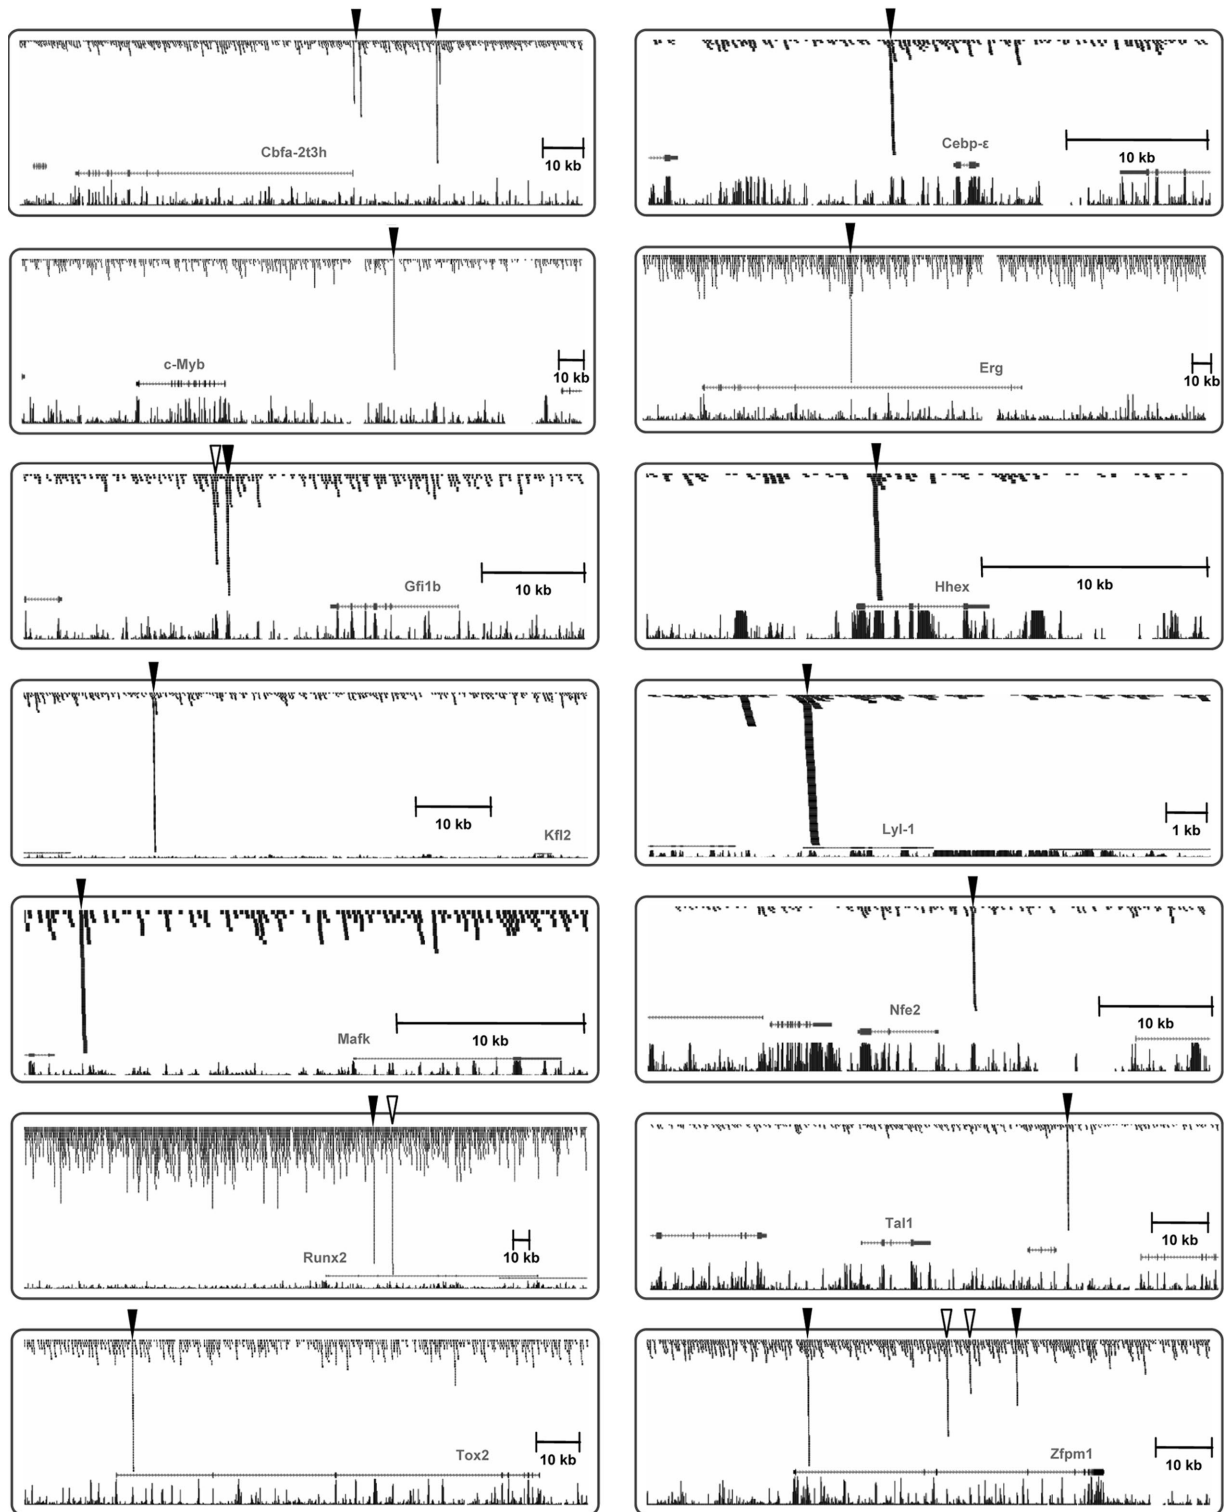 Cbfa-2t3h
10 kb
Cebp-ε
10 kb
c-Myb
10 kb
Erg
10 kb
Gfi1b
10 kb
Hhex
10 kb
Kfl2
10 kb
Lyl-1
1 kb
Mafk
10 kb
Nfe2
10 kb
Runx2
10 kb
Tal1
10 kb
Tox2
10 kb
Zfpm1
10 kb